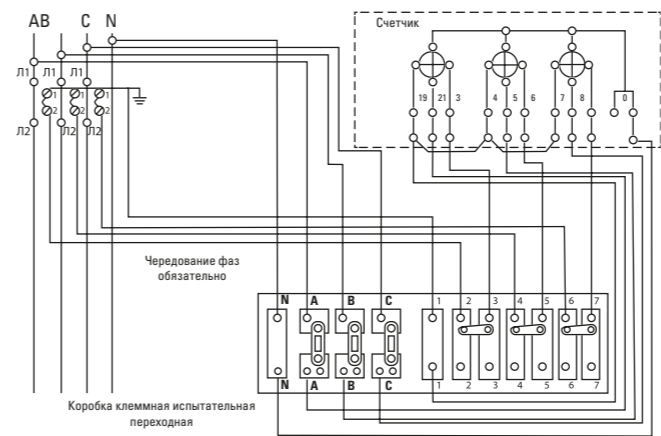 АВ С N
Счетчик
Л1 Л1 Л1
1 1 1
2 2 2
Л2 Л2 Л2
19 21 3 4 5 6 7 8 0
Чередование фаз
обязательно
N A B C 1 2 3 4 5 6 7
N A B C 1 2 3 4 5 6 7
Коробка клеммная испытательная
переходная